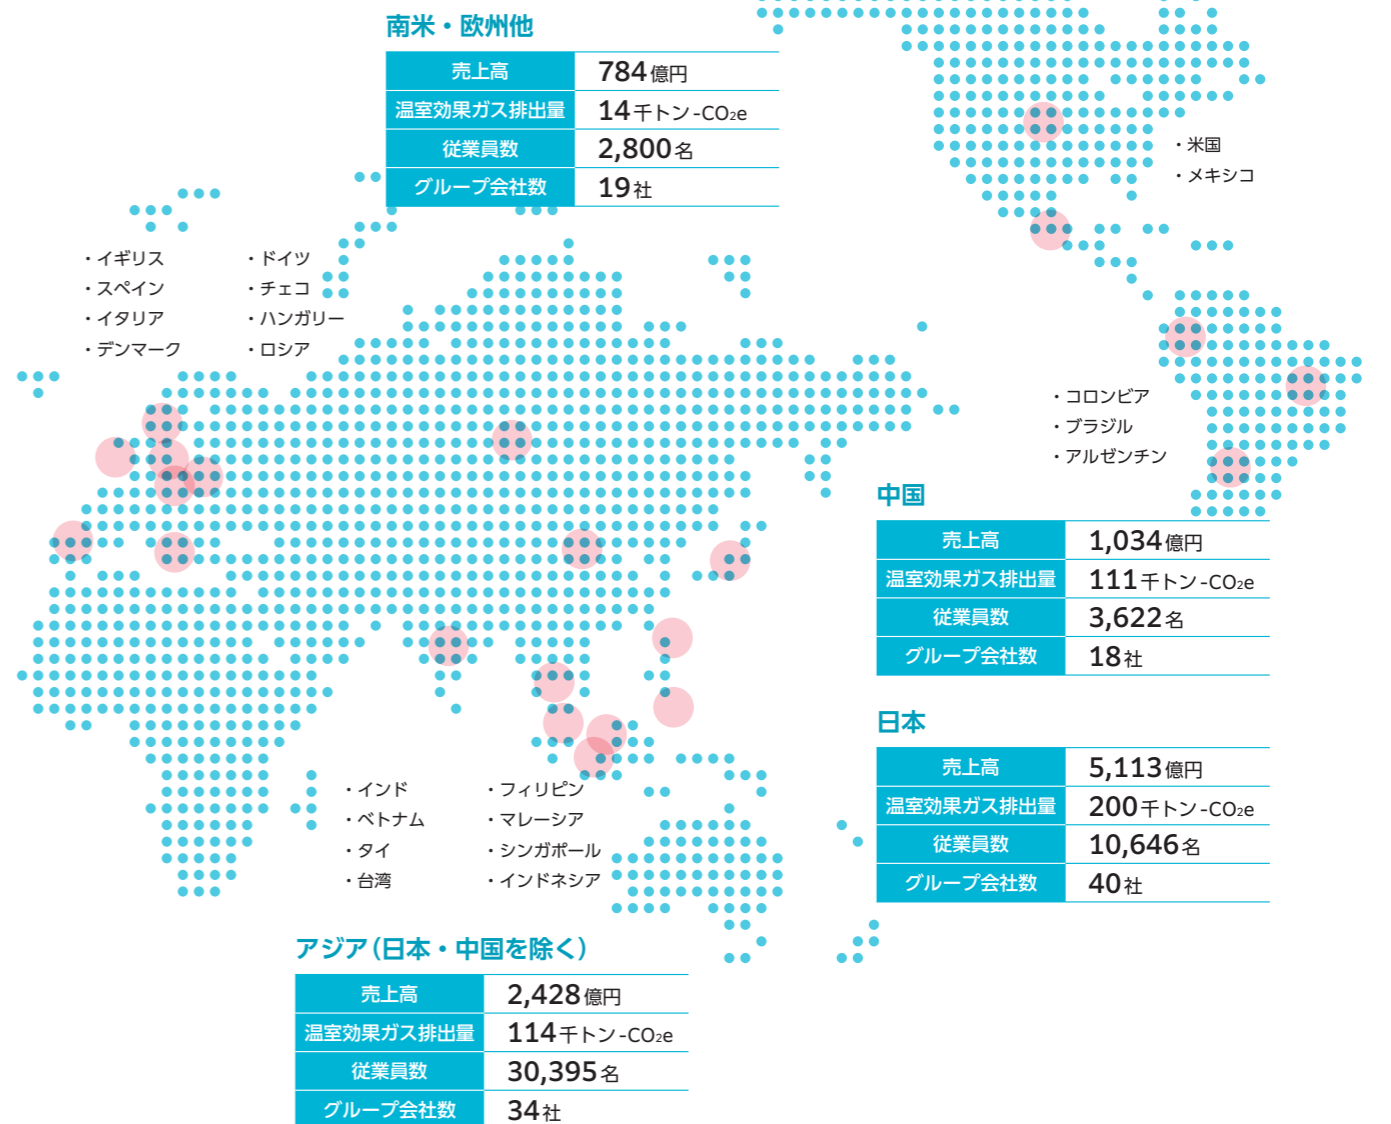 南米・欧州他
売上高 784億円
温室効果ガス排出量 14千トン-CO₂e
従業員数 2,800名
グループ会社数 19社
・米国
・メキシコ
・イギリス ・ドイツ
・スペイン ・チェコ
・イタリア ・ハンガリー
・デンマーク ・ロシア
・コロンビア
・ブラジル
・アルゼンチン
中国
売上高 1,034億円
温室効果ガス排出量 111千トン-CO₂e
従業員数 3,622名
グループ会社数 18社
日本
売上高 5,113億円
温室効果ガス排出量 200千トン-CO₂e
従業員数 10,646名
グループ会社数 40社
・インド ・フィリピン
・ベトナム ・マレーシア
・タイ ・シンガポール
・台湾 ・インドネシア
アジア（日本・中国を除く）
売上高 2,428億円
温室効果ガス排出量 114千トン-CO₂e
従業員数 30,395名
グループ会社数 34社